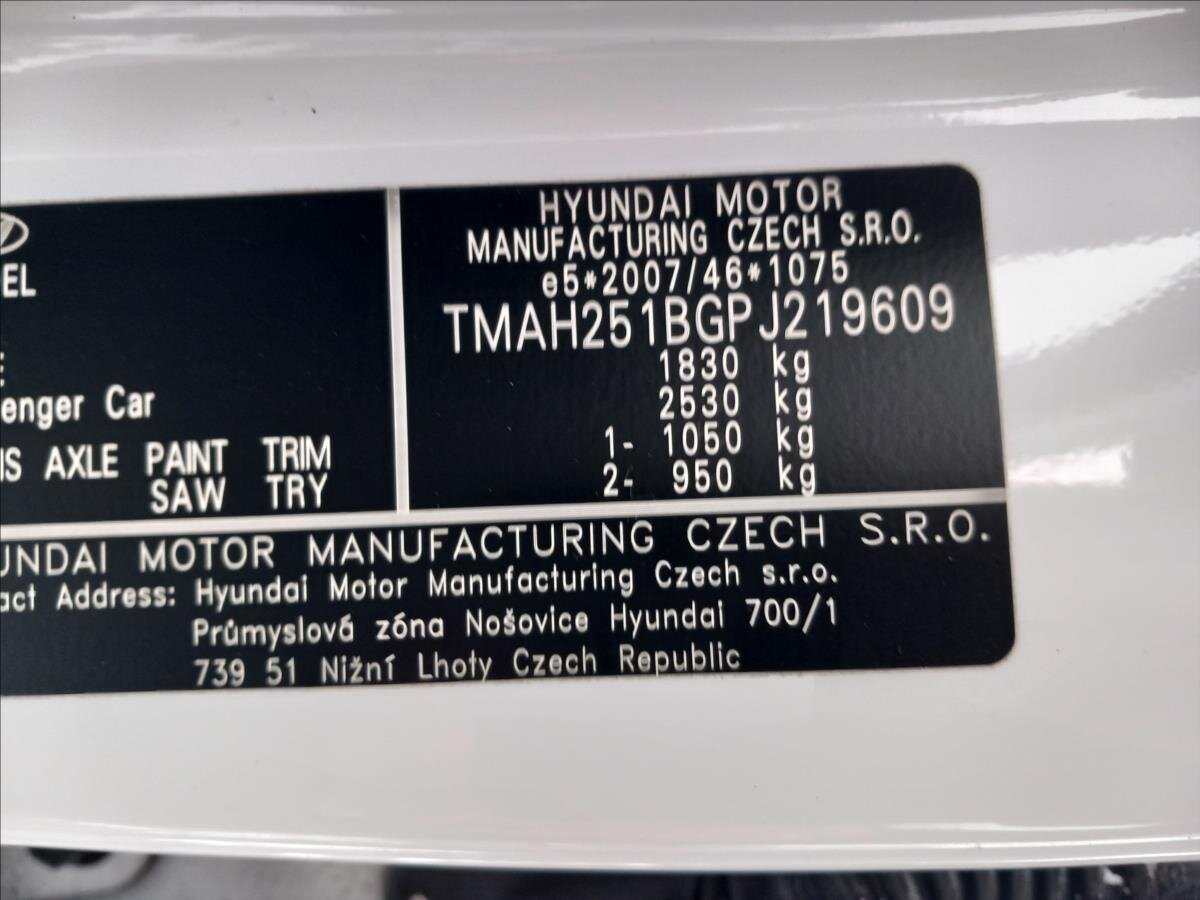 HYUNDAI MOTOR
MANUFACTURING CZECH S.R.O.
e5*2007/46*1075
TMAH251BGPJ219609
1830 kg
2530 kg
1- 1050 kg
2- 950 kg
EL
enger Car
IS AXLE PAINT TRIM
SAW TRY
UNDAI MOTOR MANUFACTURING CZECH S.R.O.
act Address: Hyundai Motor Manufacturing Czech s.r.o.
Průmyslová zóna Nošovice Hyundai 700/1
739 51 Nižní Lhoty Czech Republic